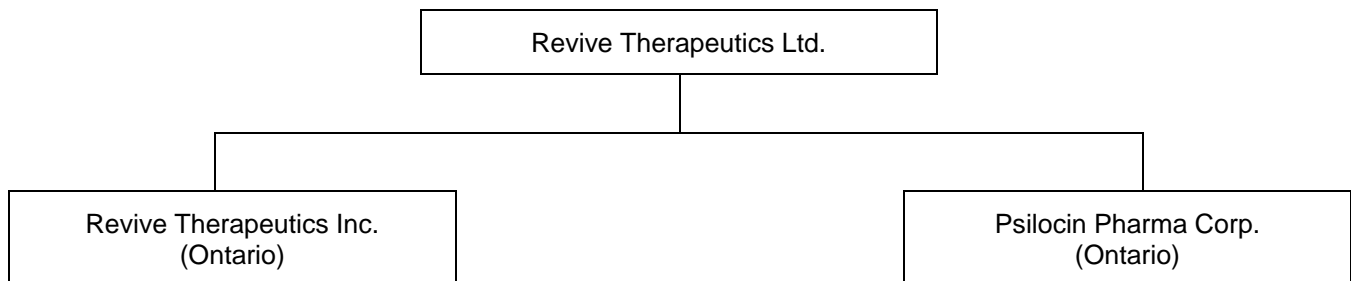 Revive Therapeutics Ltd.
Revive Therapeutics Inc.
(Ontario)
Psilocin Pharma Corp.
(Ontario)